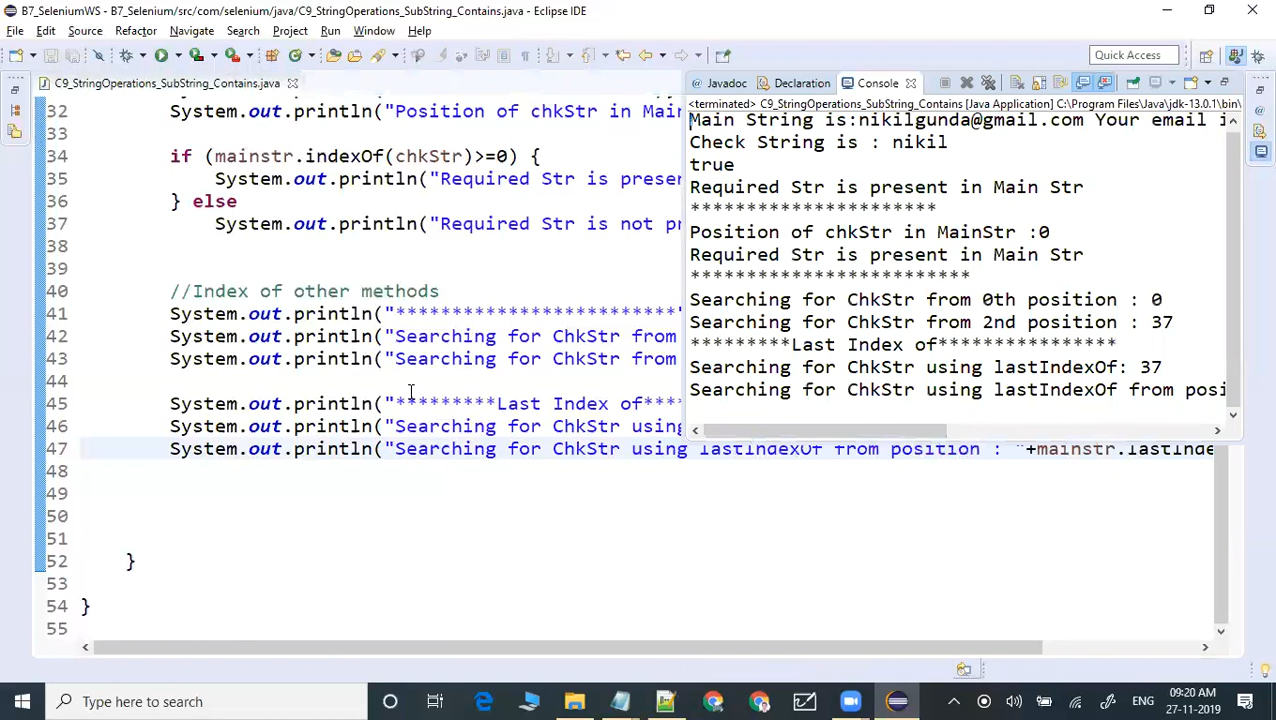 B7_SeleniumWS - B7_Selenium/src/com/selenium/java/C9_StringOperations_SubString_Contains.java - Eclipse IDE
File Edit Source Refactor Navigate Search Project Run Window Help
Quick Access
C9_StringOperations_SubString_Contains.java
32 System.out.println("Position of chkStr in Main
33
34 if (mainstr.indexOf(chkStr)>=0) {
35 System.out.println("Required Str is presen
36 } else
37 System.out.println("Required Str is not pr
38
39
40 //Index of other methods
41 System.out.println("*************************"
42 System.out.println("Searching for ChkStr from
43 System.out.println("Searching for ChkStr from
44
45 System.out.println("*********Last Index of****
46 System.out.println("Searching for ChkStr using
47 System.out.println("Searching for ChkStr using lastIndexOf from position : "+mainstr.lastInde
48
49
50
51
52 }
53
54 }
55
Javadoc Declaration Console
<terminated> C9_StringOperations_SubString_Contains [Java Application] C:\Program Files\Java\jdk-13.0.1\bin\
Main String is:nikilgunda@gmail.com Your email i
Check String is : nikil
true
Required Str is present in Main Str
**********************
Position of chkStr in MainStr :0
Required Str is present in Main Str
*************************
Searching for ChkStr from 0th position : 0
Searching for ChkStr from 2nd position : 37
*********Last Index of****************
Searching for ChkStr using lastIndexOf: 37
Searching for ChkStr using lastIndexOf from posi
Type here to search
ENG
09:20 AM
27-11-2019